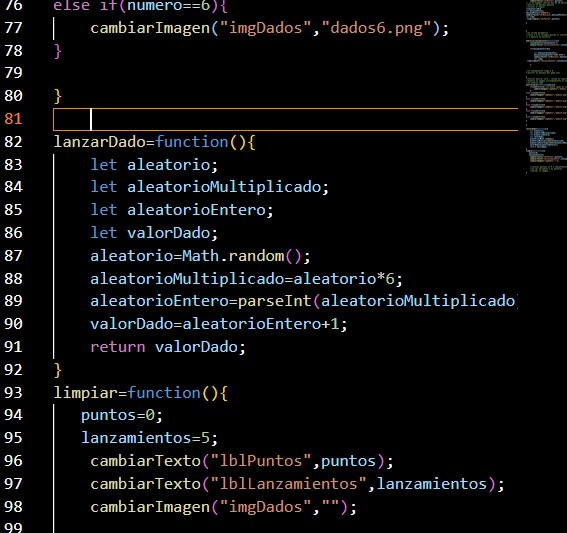 76 else if(numero==6){
77     cambiarImagen("imgDados","dados6.png");
78 }
79
80 }
81
82 lanzarDado=function(){
83     let aleatorio;
84     let aleatorioMultiplicado;
85     let aleatorioEntero;
86     let valorDado;
87     aleatorio=Math.random();
88     aleatorioMultiplicado=aleatorio*6;
89     aleatorioEntero=parseInt(aleatorioMultiplicado)
90     valorDado=aleatorioEntero+1;
91     return valorDado;
92 }
93 limpiar=function(){
94    puntos=0;
95    lanzamientos=5;
96     cambiarTexto("lblPuntos",puntos);
97     cambiarTexto("lblLanzamientos",lanzamientos);
98     cambiarImagen("imgDados","");
99